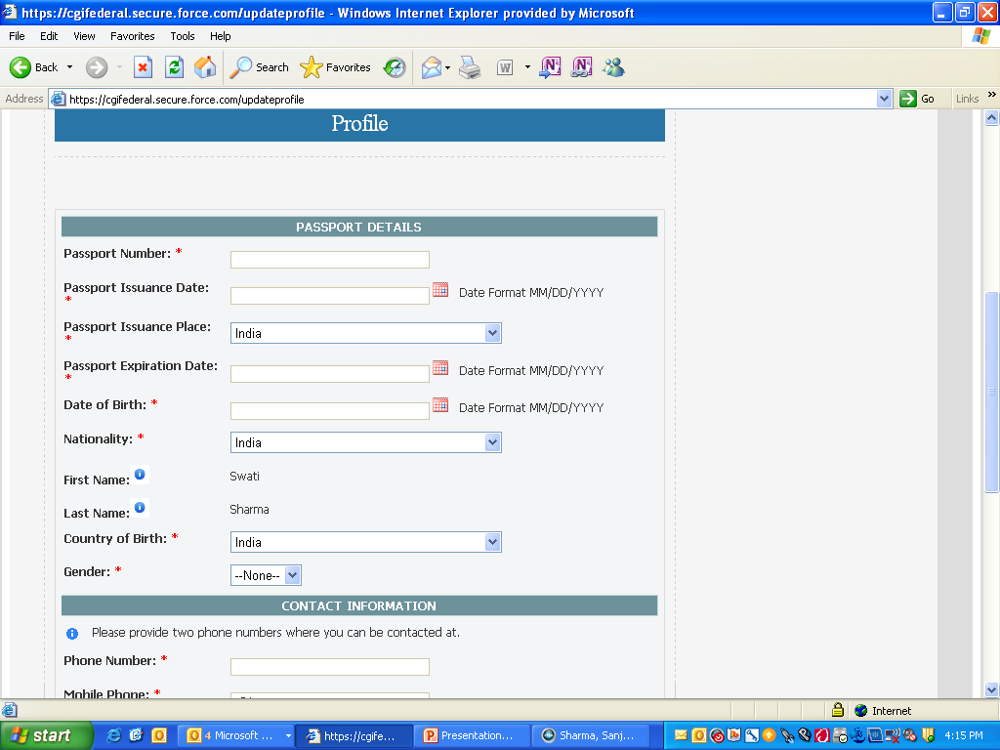 https://cgifederal.secure.force.com/updateprofile - Windows Internet Explorer provided by Microsoft
File Edit View Favorites Tools Help
Back Search Favorites
Address https://cgifederal.secure.force.com/updateprofile Go Links »
Profile
PASSPORT DETAILS
Passport Number: *
Passport Issuance Date: * Date Format MM/DD/YYYY
Passport Issuance Place: * India
Passport Expiration Date: * Date Format MM/DD/YYYY
Date of Birth: * Date Format MM/DD/YYYY
Nationality: * India
First Name: Swati
Last Name: Sharma
Country of Birth: * India
Gender: * --None--
CONTACT INFORMATION
Please provide two phone numbers where you can be contacted at.
Phone Number: *
Mobile Phone: *
Internet
start 4 Microsoft ... https://cgife... Presentation... Sharma, Sanj... 4:15 PM